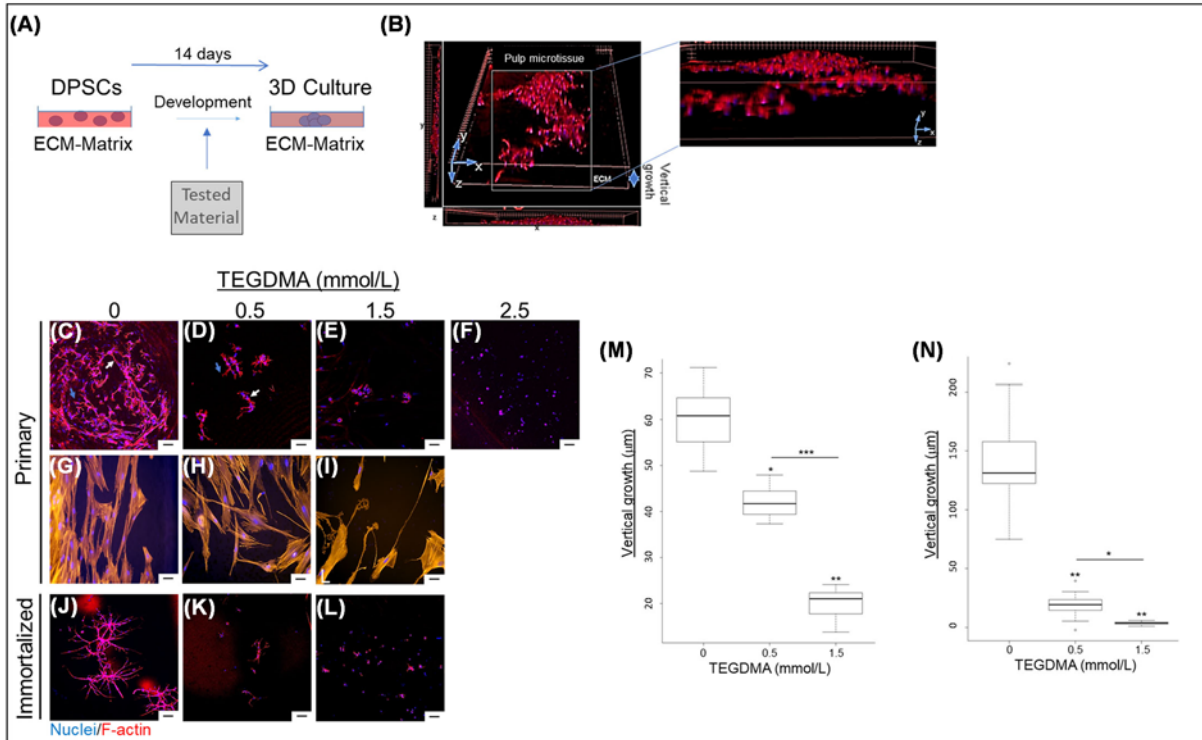 (A)
14 days
DPSCs
Development
3D Culture
ECM-Matrix
ECM-Matrix
Tested
Material
(B)
Pulp microtissue
y
y
x
z
ECM
Vertical
growth
z
x
y
x
z
TEGDMA (mmol/L)
0 0.5 1.5 2.5
Primary
(C) (D) (E) (F)
(G) (H) (I)
Immortalized
(J) (K) (L)
Nuclei/F-actin
(M)
Vertical growth (μm)
70
60
50
40
30
20
*
***
**
0 0.5 1.5
TEGDMA (mmol/L)
(N)
Vertical growth (μm)
200
150
100
50
0
**
*
**
0 0.5 1.5
TEGDMA (mmol/L)